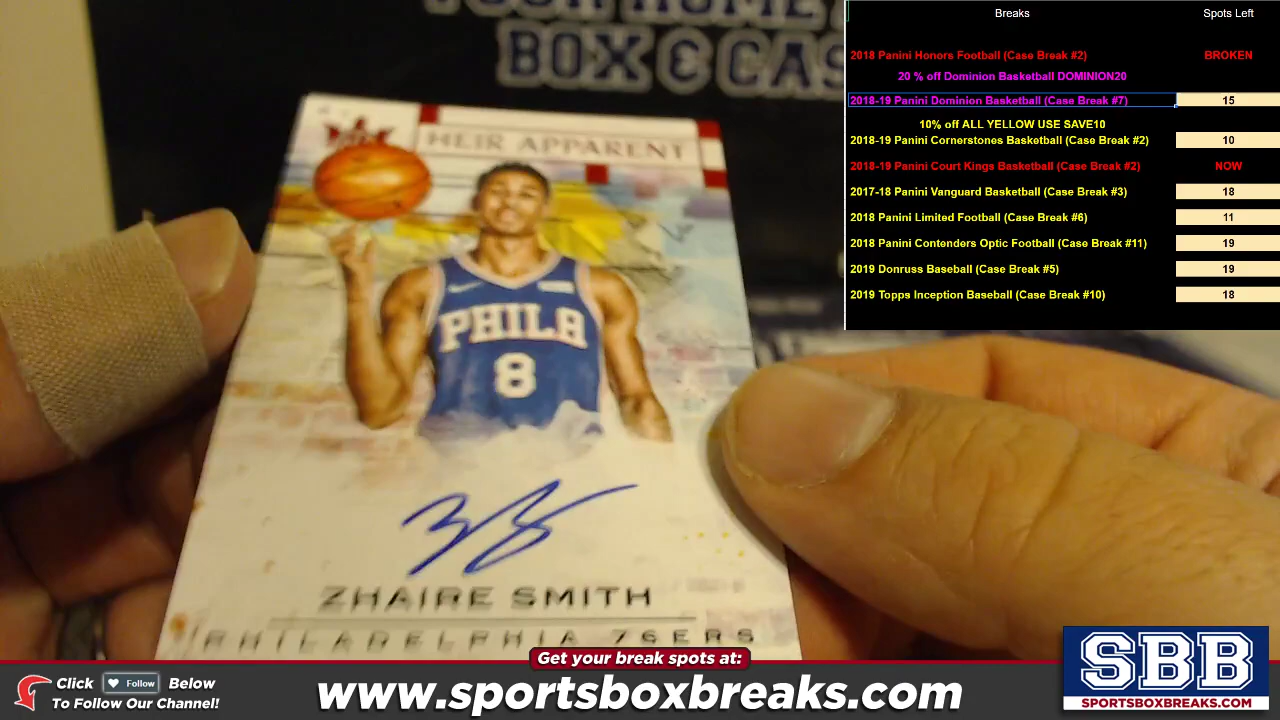 YOUR HOME
BOX & CAS
HEIR APPARENT
PHILA
8
ZHAIRE SMITH
PHILADELPHIA 76ERS
Breaks Spots Left
2018 Panini Honors Football (Case Break #2) BROKEN
20 % off Dominion Basketball DOMINION20
2018-19 Panini Dominion Basketball (Case Break #7) 15
10% off ALL YELLOW USE SAVE10
2018-19 Panini Cornerstones Basketball (Case Break #2) 10
2018-19 Panini Court Kings Basketball (Case Break #2) NOW
2017-18 Panini Vanguard Basketball (Case Break #3) 18
2018 Panini Limited Football (Case Break #6) 11
2018 Panini Contenders Optic Football (Case Break #11) 19
2019 Donruss Baseball (Case Break #5) 19
2019 Topps Inception Baseball (Case Break #10) 18
Get your break spots at:
Click Follow Below
To Follow Our Channel!
www.sportsboxbreaks.com
SBB
SPORTSBOXBREAKS.COM